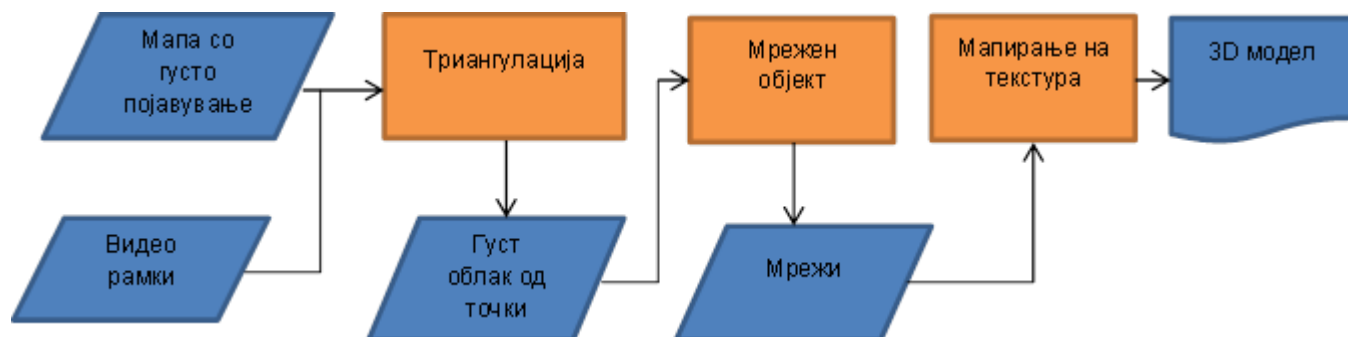 Мапа со
густо
појавување
Триангулација
Мрежен
објект
Мапирање на
текстура
3D модел
Видео
рамки
Густ
облак од
точки
Мрежи